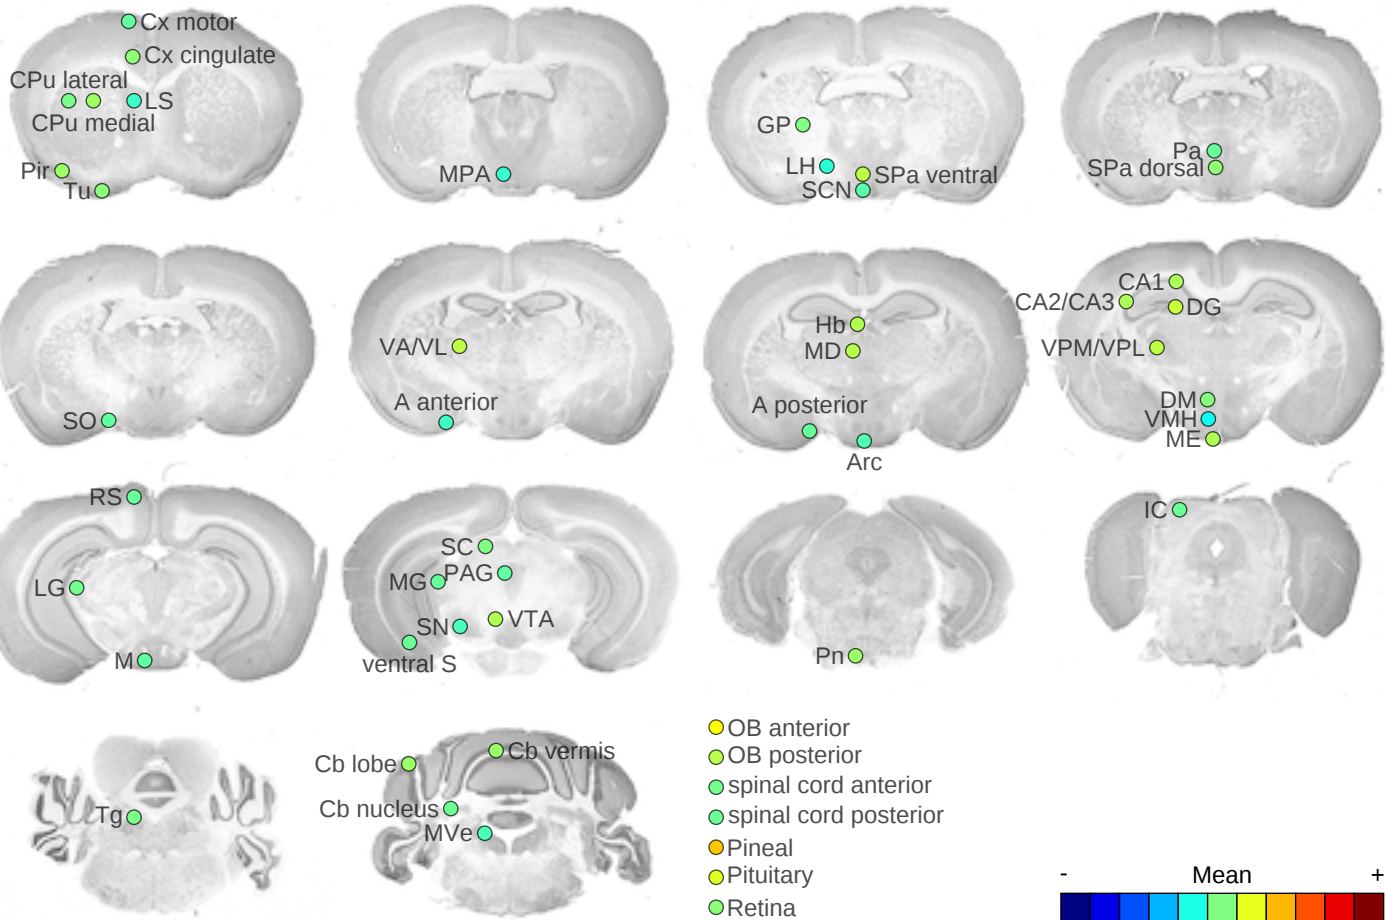 Cx motor
Cx cingulate
CPu lateral
LS
CPu medial
Pir
Tu
MPA
GP
LH
SPa ventral
SCN
Pa
SPa dorsal
SO
VA/VL
A anterior
Hb
MD
A posterior
Arc
CA1
CA2/CA3
DG
VPM/VPL
DM
VMH
ME
RS
LG
M
SC
MG
PAG
SN
VTA
ventral S
Pn
IC
Tg
Cb lobe
Cb vermis
Cb nucleus
MVe
OB anterior
OB posterior
spinal cord anterior
spinal cord posterior
Pineal
Pituitary
Retina
- Mean +